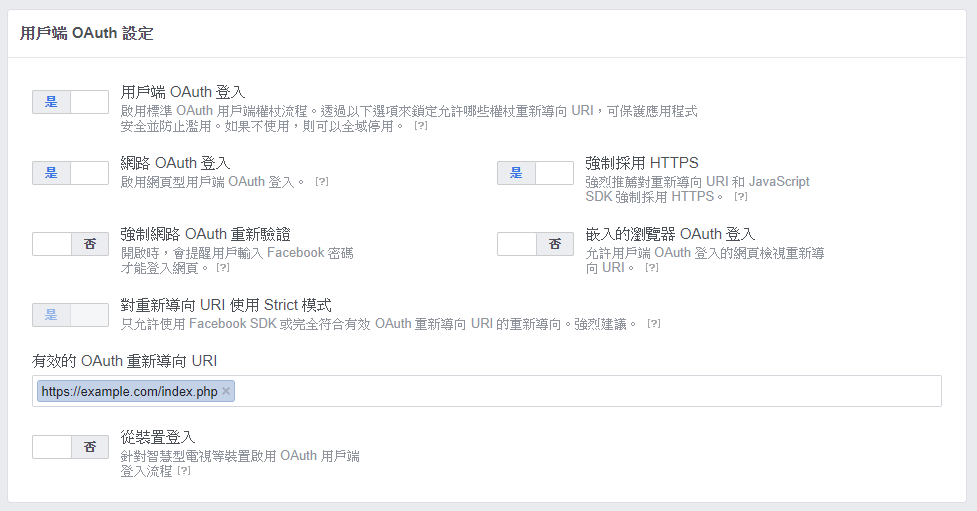 用戶端 OAuth 設定
是
用戶端 OAuth 登入
啟用標準 OAuth 用戶端權杖流程。透過以下選項來鎖定允許哪些權杖重新導向 URI，可保護應用程式
安全並防止濫用。如果不使用，則可以全域停用。 [?]
是
網路 OAuth 登入
啟用網頁型用戶端 OAuth 登入。 [?]
是
強制採用 HTTPS
強烈推薦對重新導向 URI 和 JavaScript
SDK 強制採用 HTTPS。 [?]
否
強制網路 OAuth 重新驗證
開啟時，會提醒用戶輸入 Facebook 密碼
才能登入網頁。 [?]
否
嵌入的瀏覽器 OAuth 登入
允許用戶端 OAuth 登入的網頁檢視重新導
向 URI。 [?]
是
對重新導向 URI 使用 Strict 模式
只允許使用 Facebook SDK 或完全符合有效 OAuth 重新導向 URI 的重新導向。強烈建議。 [?]
有效的 OAuth 重新導向 URI
https://example.com/index.php ×
否
從裝置登入
針對智慧型電視等裝置啟用 OAuth 用戶端
登入流程 [?]